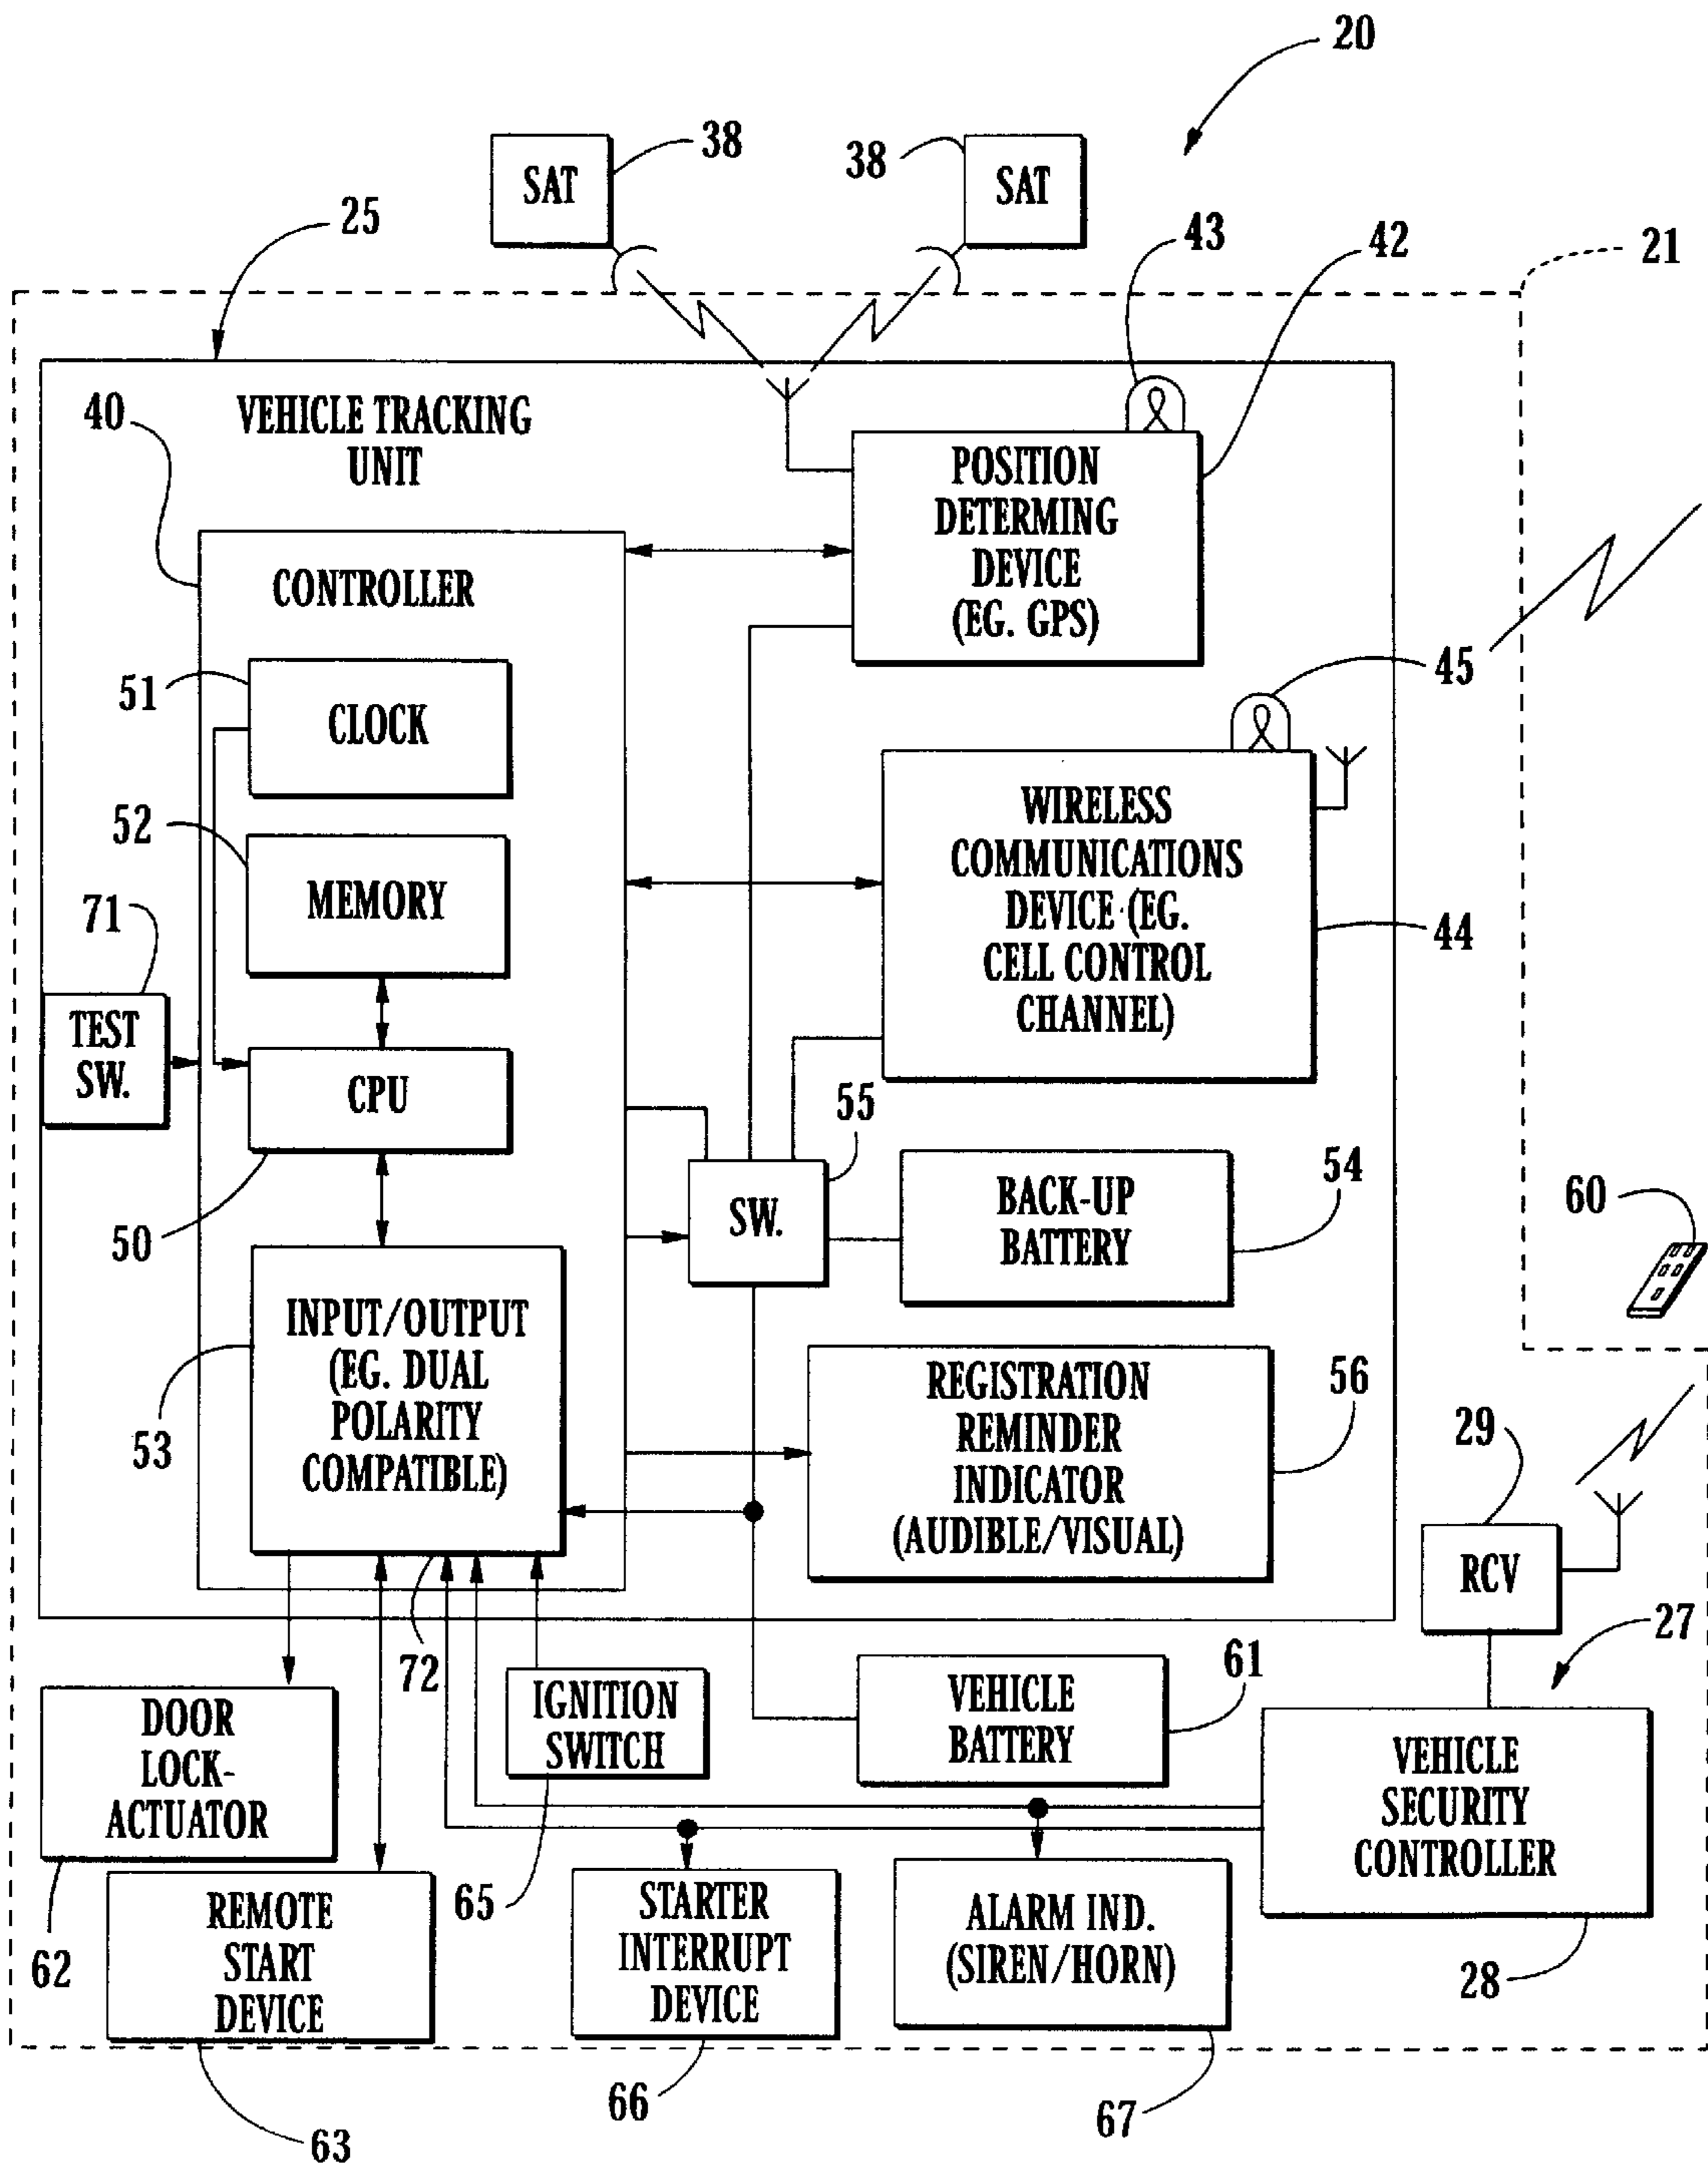 20
SAT
38
38
SAT
25
43
42
21
40
VEHICLE TRACKING
UNIT
POSITION
DETERMING
DEVICE
(EG. GPS)
CONTROLLER
51
CLOCK
45
52
MEMORY
WIRELESS
COMMUNICATIONS
DEVICE (EG.
CELL CONTROL
CHANNEL)
44
71
TEST
SW.
CPU
50
55
SW.
BACK-UP
BATTERY
54
60
INPUT/OUTPUT
(EG. DUAL
POLARITY
COMPATIBLE)
53
REGISTRATION
REMINDER
INDICATOR
(AUDIBLE/VISUAL)
56
29
RCV
27
72
IGNITION
SWITCH
65
VEHICLE
BATTERY
61
DOOR
LOCK-
ACTUATOR
62
VEHICLE
SECURITY
CONTROLLER
28
REMOTE
START
DEVICE
63
STARTER
INTERRUPT
DEVICE
66
ALARM IND.
(SIREN/HORN)
67